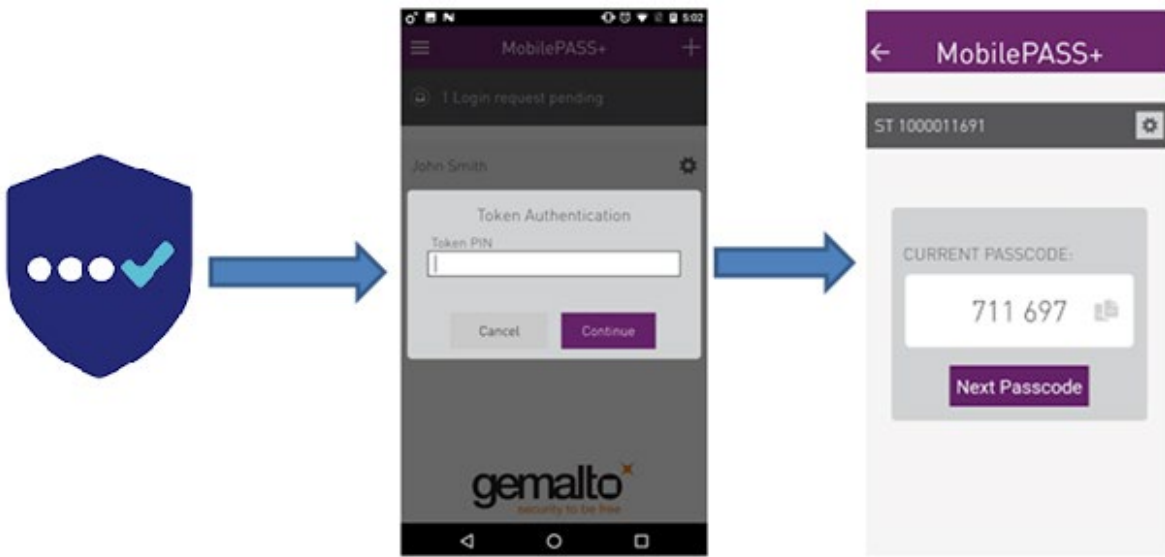 5:02
MobilePASS+
1 Login request pending
John Smith
Token Authentication
Token PIN
Cancel
Continue
gemalto
security to be free
MobilePASS+
ST 1000011691
CURRENT PASSCODE:
711 697
Next Passcode